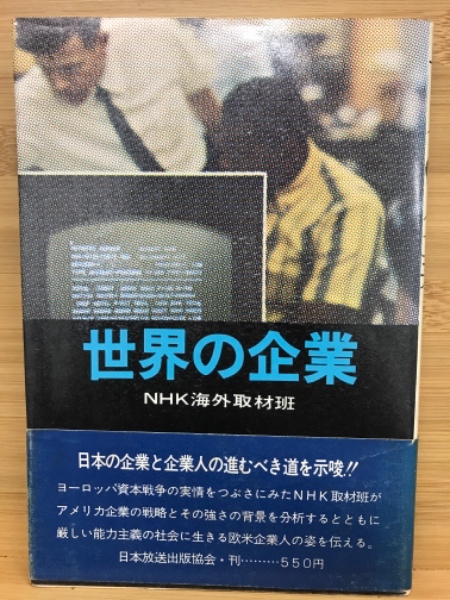 世界の企業
NHK海外取材班
日本の企業と企業人の進むべき道を示唆!!
ヨーロッパ資本戦争の実情をつぶさにみたNHK取材班が
アメリカ企業の戦略とその強さの背景を分析するとともに
厳しい能力主義の社会に生きる欧米企業人の姿を伝える。
日本放送出版協会・刊………550円